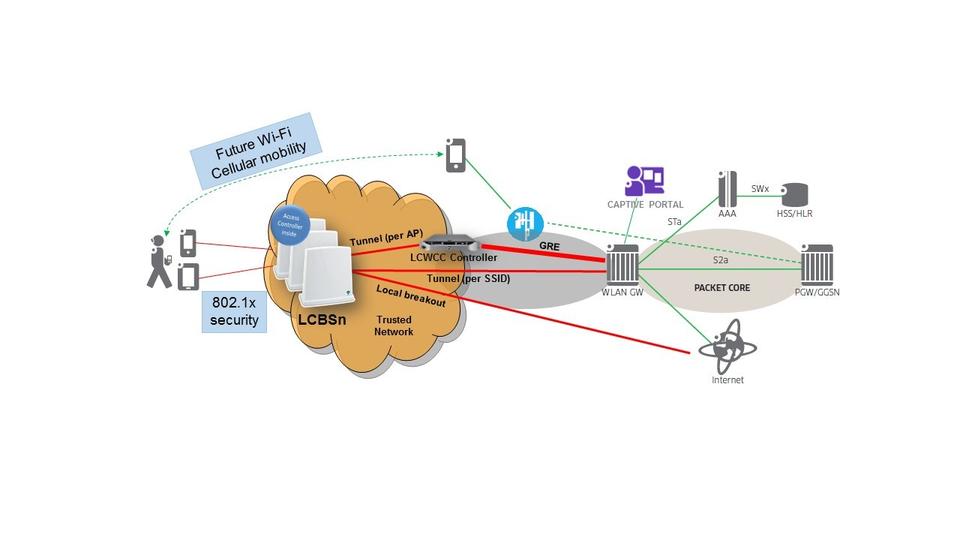 Future Wi-Fi
Cellular mobility
CAPTIVE PORTAL
SWx
AAA
HSS/HLR
STa
Access
Controller
inside
Tunnel (per AP)
GRE
LCWCC Controller
S2a
Tunnel (per SSID)
Local breakout
WLAN GW
PACKET CORE
PGW/GGSN
802.1x
security
LCBSn
Trusted
Network
Internet